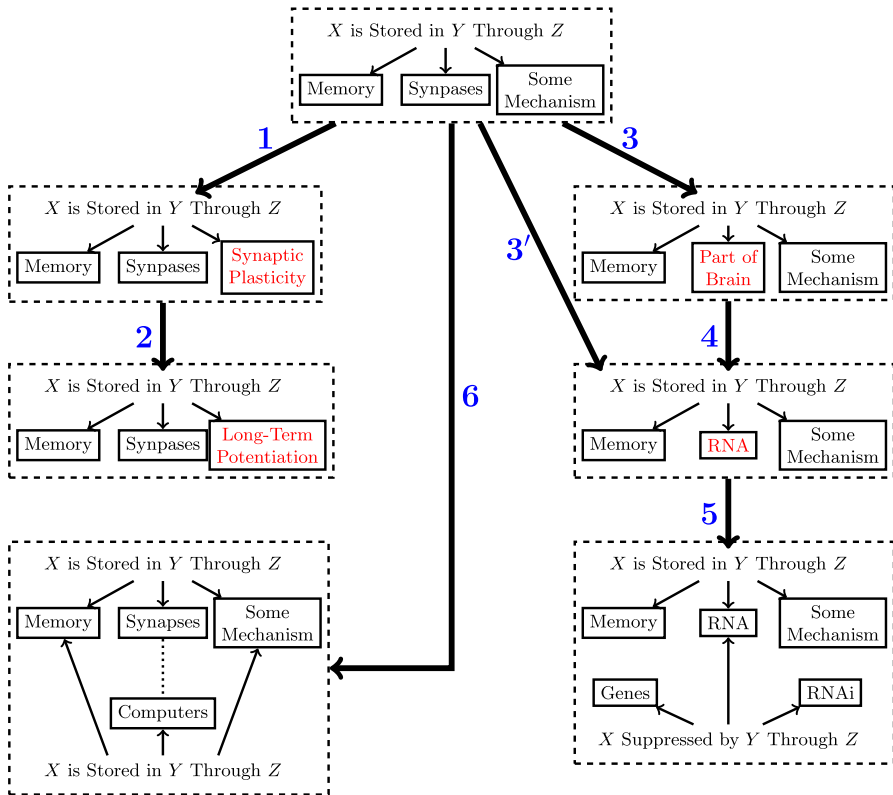 X is Stored in Y Through Z
Memory
Synpases
Some
Mechanism
1
3
3′
X is Stored in Y Through Z
Memory
Synpases
Synaptic
Plasticity
X is Stored in Y Through Z
Memory
Part of
Brain
Some
Mechanism
2
4
6
X is Stored in Y Through Z
Memory
Synpases
Long-Term
Potentiation
X is Stored in Y Through Z
Memory
RNA
Some
Mechanism
5
X is Stored in Y Through Z
Memory
Synapses
Some
Mechanism
Computers
X is Stored in Y Through Z
X is Stored in Y Through Z
Memory
RNA
Some
Mechanism
Genes
RNAi
X Suppressed by Y Through Z